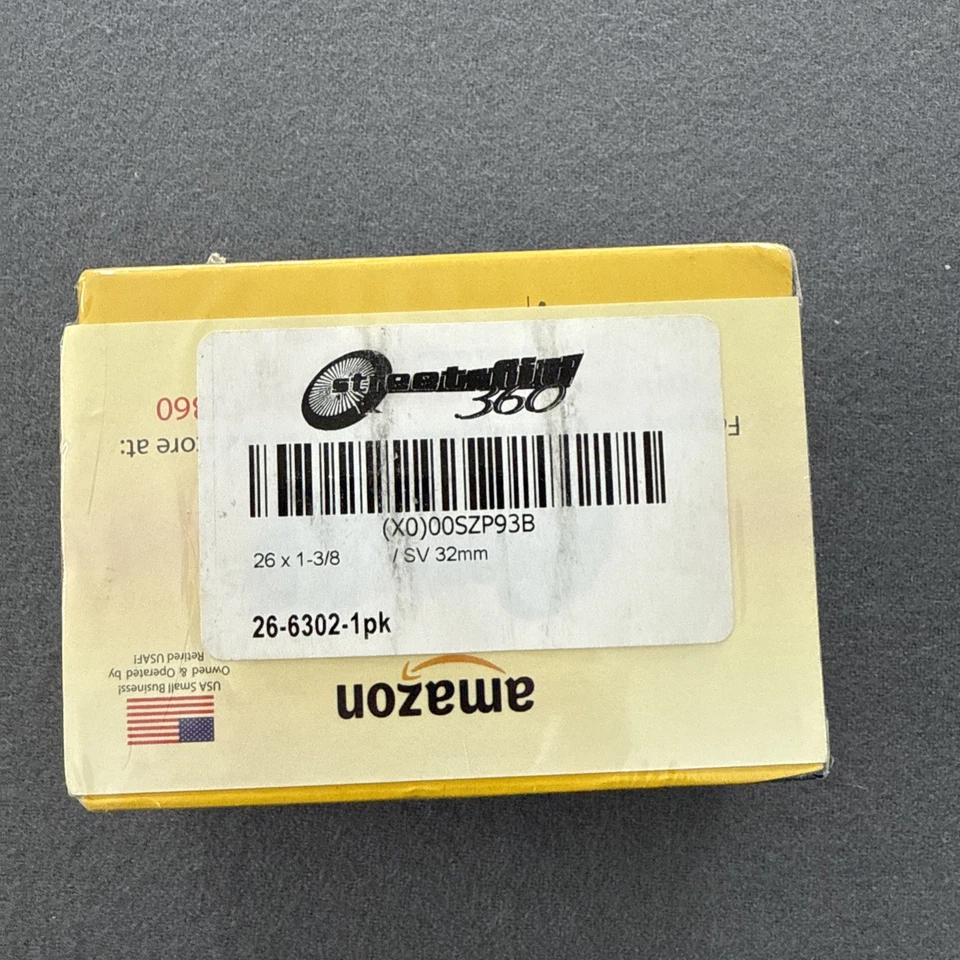 360
(X0)00SZP93B
26 x 1-3/8 / SV 32mm
26-6302-1pk
amazon
USA Small Business!
Owned & Operated by
Retired USAF!